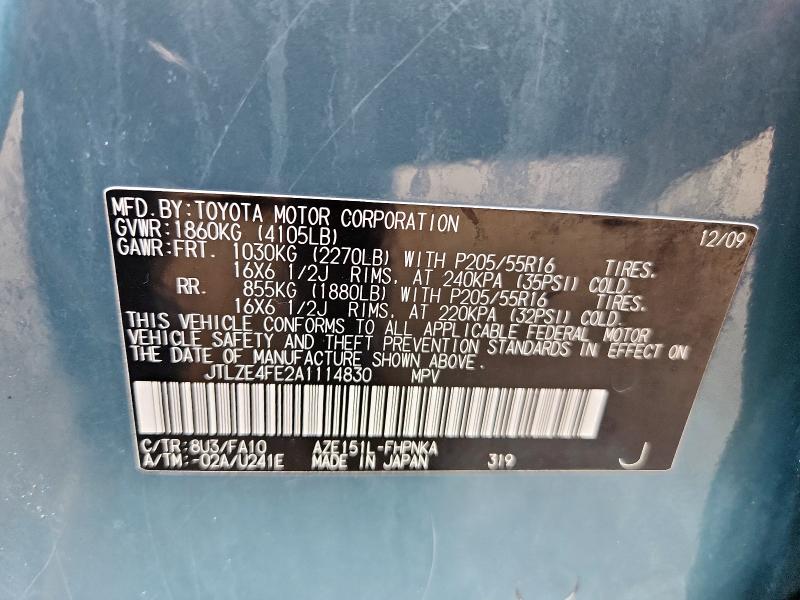 MFD.BY:TOYOTA MOTOR CORPORATION 12/09
GVWR:1860KG (4105LB)
GAWR:FRT. 1030KG (2270LB) WITH P205/55R16 TIRES,
16X6 1/2J RIMS, AT 240KPA (35PSI) COLD.
RR. 855KG (1880LB) WITH P205/55R16 TIRES,
16X6 1/2J RIMS, AT 220KPA (32PSI) COLD.
THIS VEHICLE CONFORMS TO ALL APPLICABLE FEDERAL MOTOR
VEHICLE SAFETY AND THEFT PREVENTION STANDARDS IN EFFECT ON
THE DATE OF MANUFACTURE SHOWN ABOVE.
JTLZE4FE2A1114830 MPV
C/TR:8U3/FA10 AZE151L-FHPNKA
A/TM:-02A/U241E MADE IN JAPAN 319 J